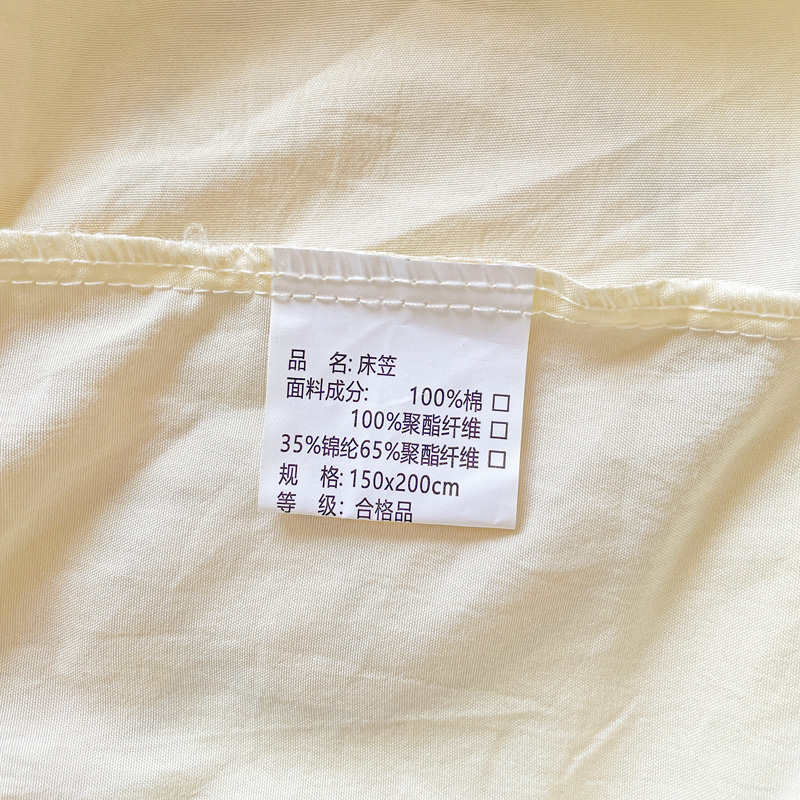 品 名: 床笠
面料成分: 100%棉 □
100%聚酯纤维 □
35%锦纶65%聚酯纤维 □
规 格: 150x200cm
等 级: 合格品